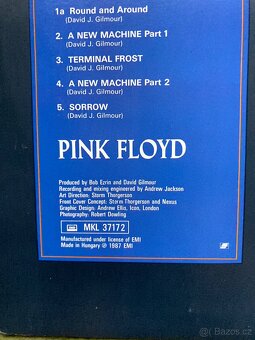 1a Round and Around
(David J. Gilmour)
2. A NEW MACHINE Part 1
(David J. Gilmour)
3. TERMINAL FROST
(David J. Gilmour)
4. A NEW MACHINE Part 2
(David J. Gilmour)
5. SORROW
(David J. Gilmour)
PINK FLOYD
Produced by Bob Ezrin and David Gilmour
Recording and mixing engineered by Andrew Jackson
Art Direction: Storm Thorgerson
Front Cover Concept: Storm Thorgerson and Nexus
Graphic Design: Andrew Ellis, Icon, London
Photography: Robert Dowling
MKL 37172
Manufactured under license of EMI
Made in Hungary ℗ 1987 EMI
Bazoš.cz